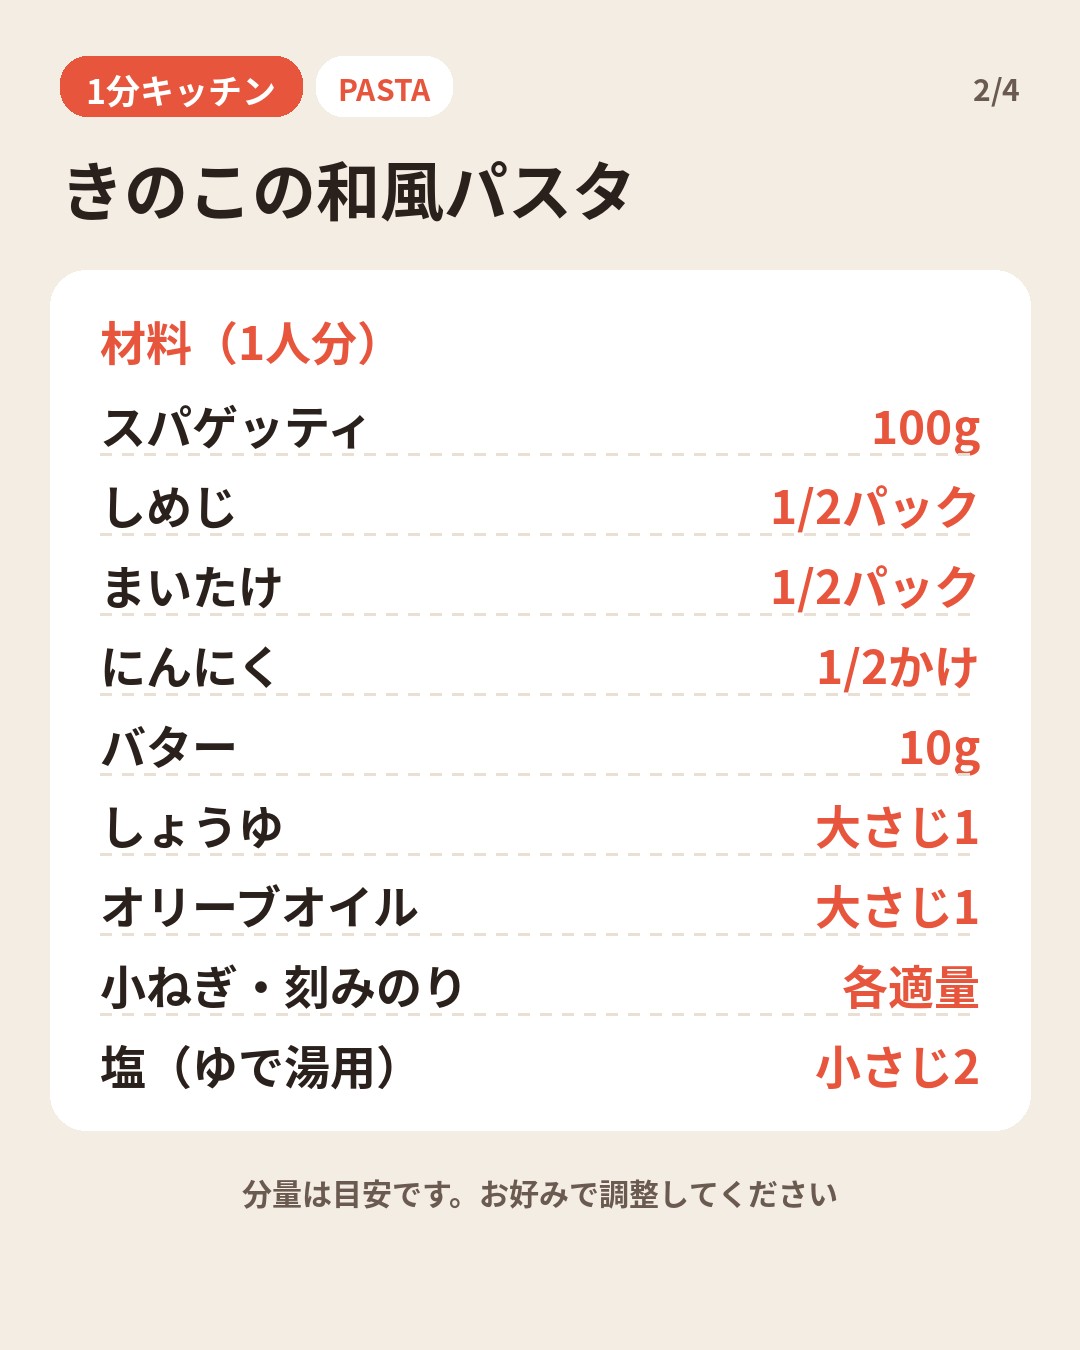 1分キッチン PASTA 2/4
きのこの和風パスタ
材料（1人分）
スパゲッティ 100g
しめじ 1/2パック
まいたけ 1/2パック
にんにく 1/2かけ
バター 10g
しょうゆ 大さじ1
オリーブオイル 大さじ1
小ねぎ・刻みのり 各適量
塩（ゆで湯用） 小さじ2
分量は目安です。お好みで調整してください